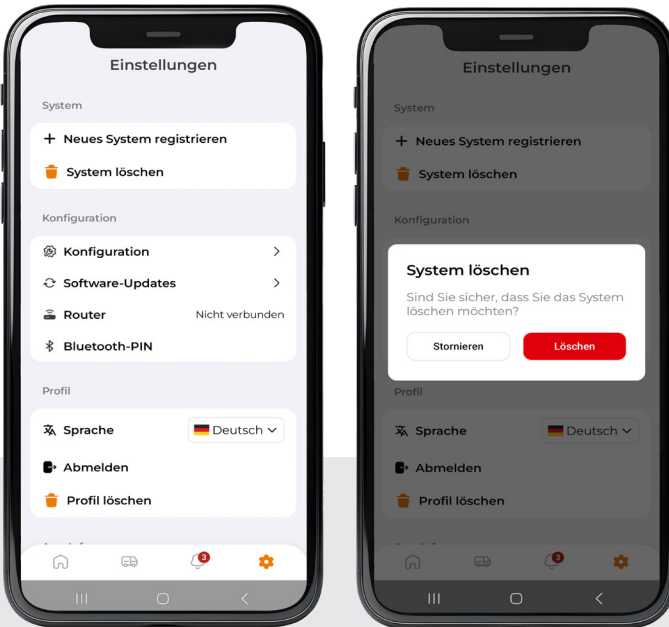 Einstellungen
System
Neues System registrieren
System löschen
Konfiguration
Konfiguration
Software-Updates
Router Nicht verbunden
Bluetooth-PIN
Profil
Sprache Deutsch
Abmelden
Profil löschen
3
Einstellungen
System
Neues System registrieren
System löschen
Konfiguration
System löschen
Sind Sie sicher, dass Sie das System
löschen möchten?
Stornieren Löschen
Profil
Sprache Deutsch
Abmelden
Profil löschen
3